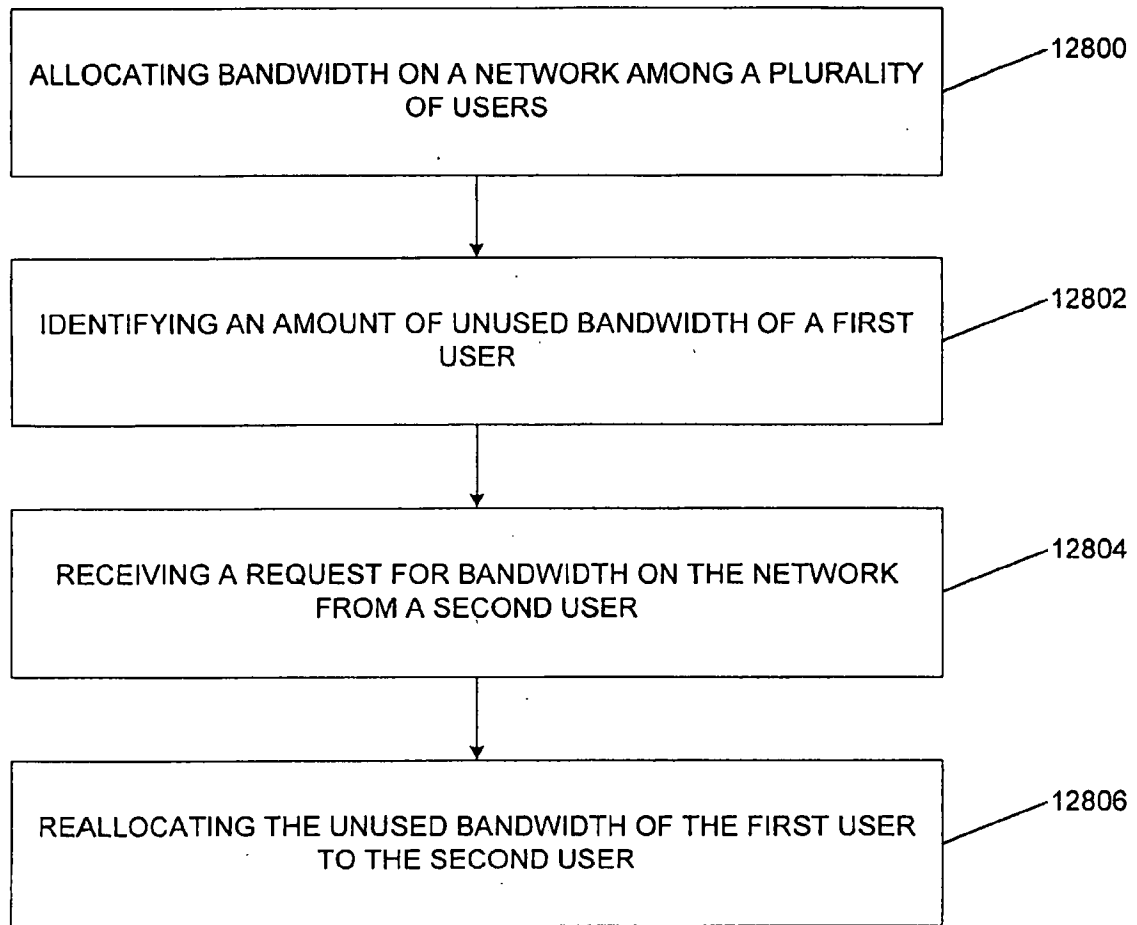 ALLOCATING BANDWIDTH ON A NETWORK AMONG A PLURALITY
OF USERS
12800
IDENTIFYING AN AMOUNT OF UNUSED BANDWIDTH OF A FIRST
USER
12802
RECEIVING A REQUEST FOR BANDWIDTH ON THE NETWORK
FROM A SECOND USER
12804
REALLOCATING THE UNUSED BANDWIDTH OF THE FIRST USER
TO THE SECOND USER
12806